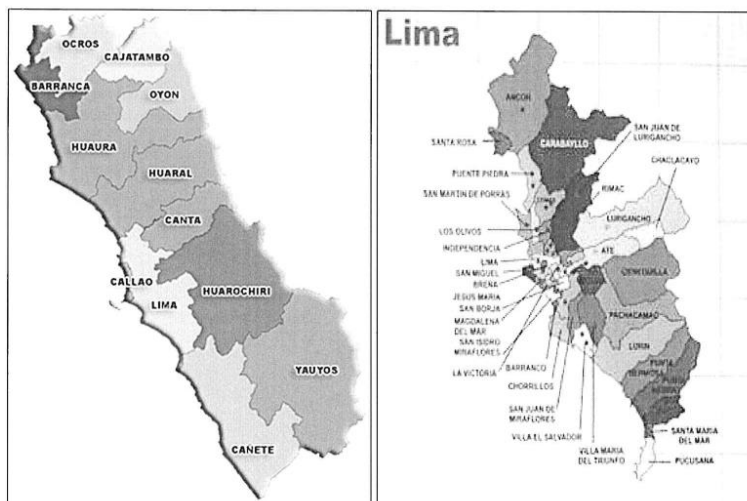 OCROS
CAJATAMBO
BARRANCA
OYON
HUAURA
HUARAL
CANTA
CALLAO
LIMA
HUAROCHIRI
YAUYOS
CAÑETE
Lima
ANCON
SANTA ROSA
CARABAYLLO
SAN JUAN DE
LURIGANCHO
CHACLACAYO
PUENTE PIEDRA
RIMAC
SAN MARTIN DE PORRAS
LURIGANCHO
LOS OLIVOS
INDEPENDENCIA
ATE
LIMA
SAN MIGUEL
BREÑA
CIENEGUILLA
JESUS MARIA
SAN BORJA
PACHACAMAC
MAGDALENA
DEL MAR
SAN ISIDRO
MIRAFLORES
LURIN
LA VICTORIA
PUNTA
HERMOSA
BARRANCO
CHORRILLOS
PUNTA
NEGRA
SAN JUAN DE
MIRAFLORES
VILLA EL SALVADOR
VILLA MARIA
DEL TRIUNFO
SANTA MARIA
DEL MAR
PUCUSANA